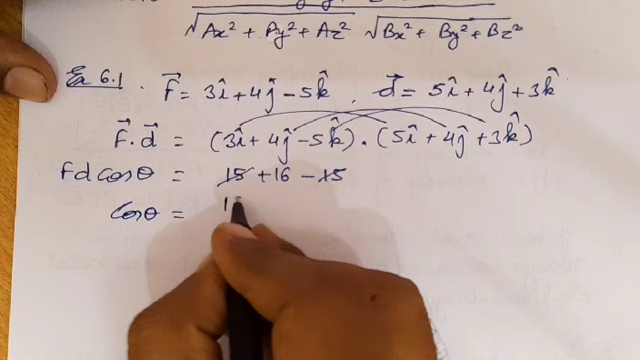 √Ax² + Ay² + Az² √Bx² + By² + Bz²
Ex 6.1 . F⃗ = 3î + 4ĵ - 5k̂ , d⃗ = 5î + 4ĵ + 3k̂
F⃗ . d⃗ = (3î + 4ĵ - 5k̂) . (5î + 4ĵ + 3k̂)
Fd cosθ = 15 + 16 - 15
cosθ = 1